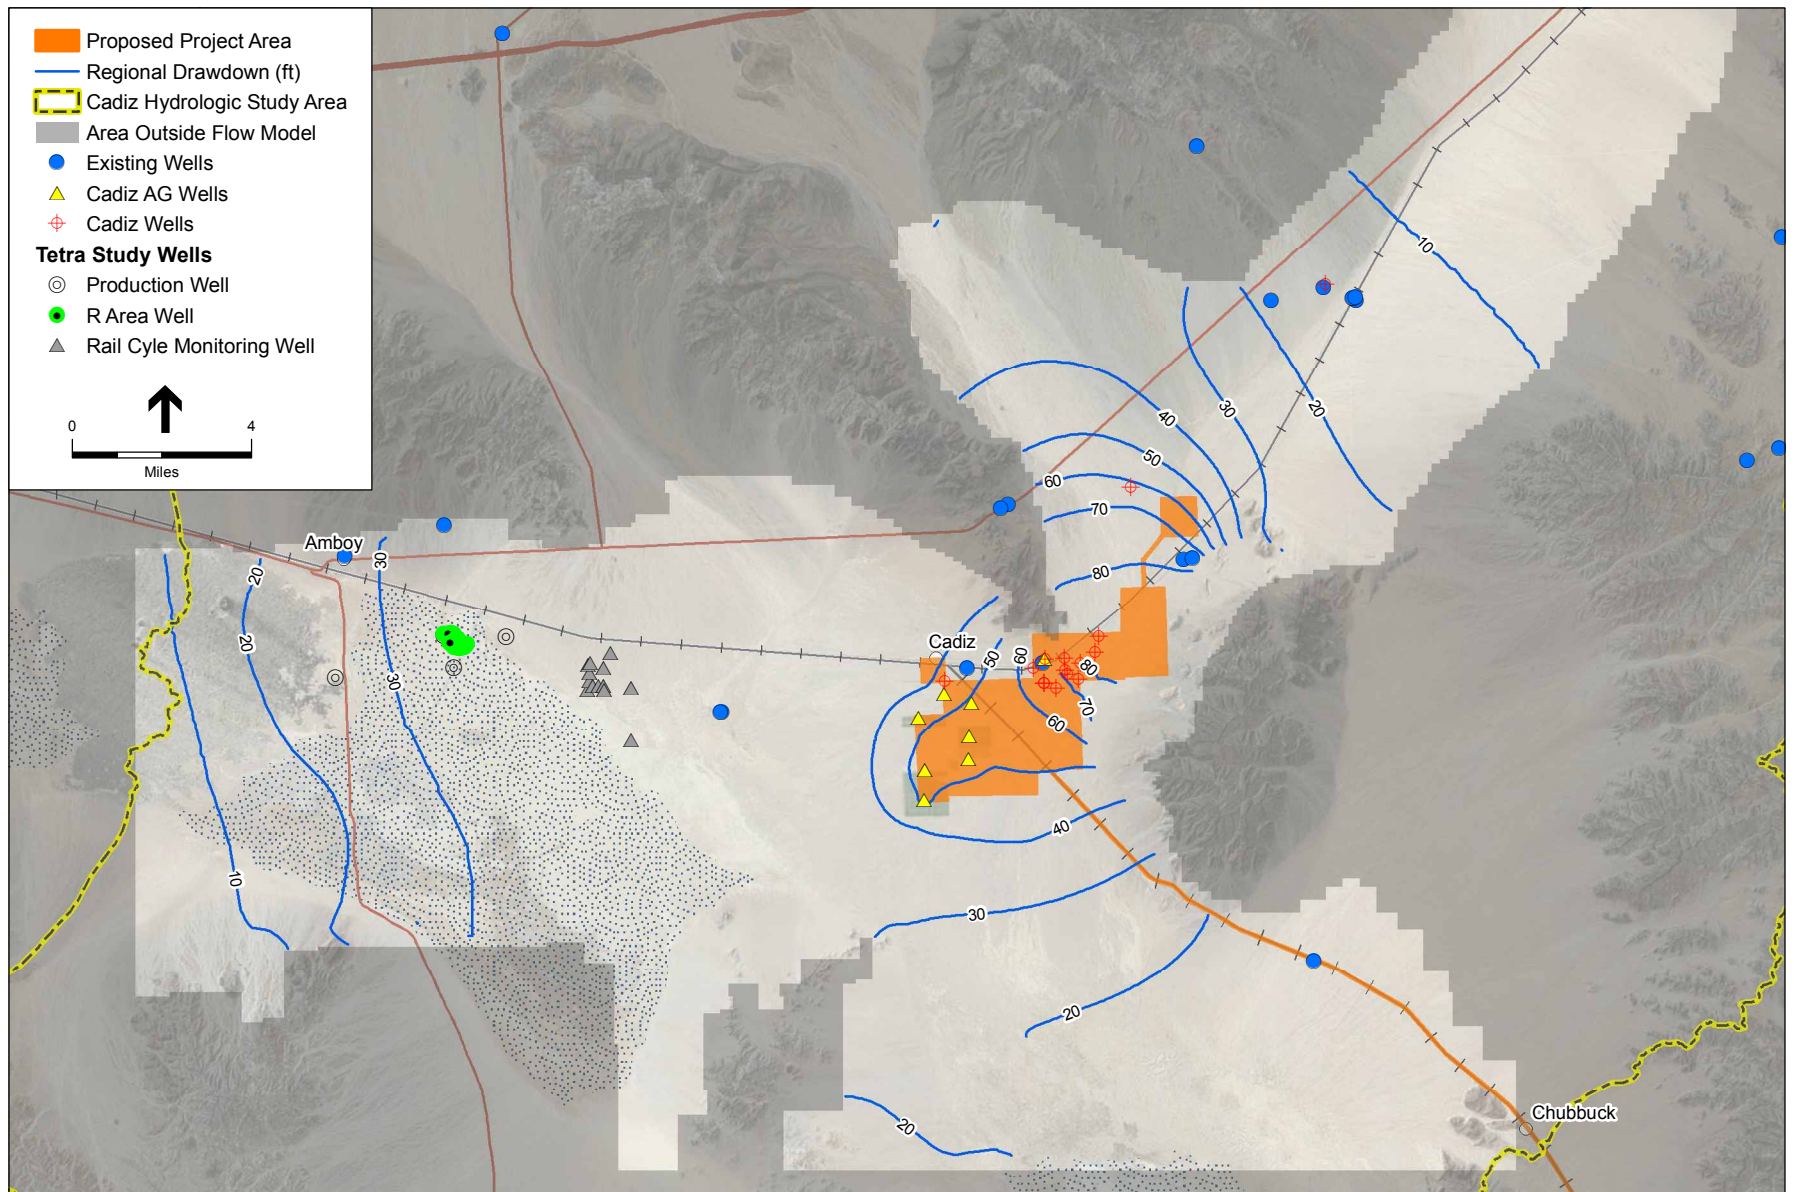 Proposed Project Area
Regional Drawdown (ft)
Cadiz Hydrologic Study Area
Area Outside Flow Model
Existing Wells
Cadiz AG Wells
Cadiz Wells
Tetra Study Wells
Production Well
R Area Well
Rail Cyle Monitoring Well
0 4
Miles
10
40
30
20
50
60
70
80
Amboy
30
20
20
30
10
Cadiz
50
60
80
70
60
40
30
20
20
Chubbuck